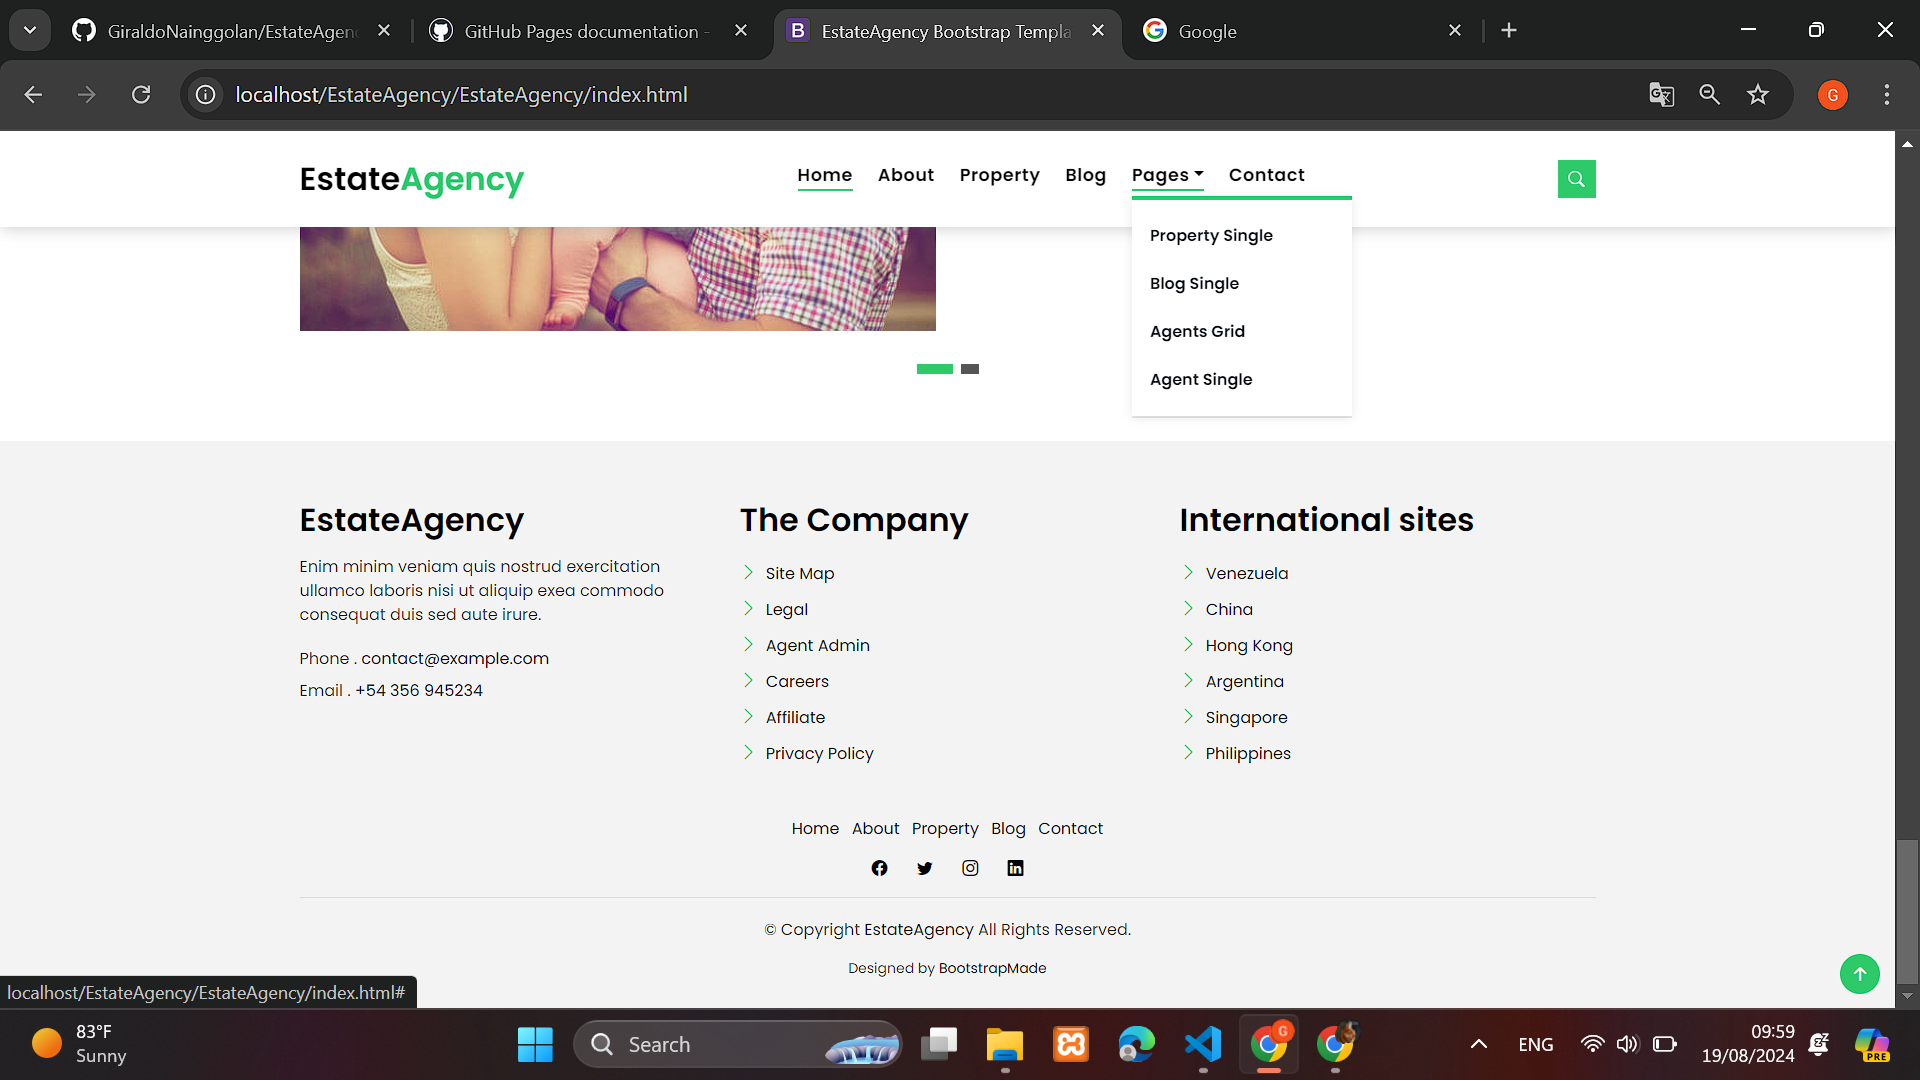 GiraldoNainggolan/EstateAgen
GitHub Pages documentation -
EstateAgency Bootstrap Templa
Google
localhost/EstateAgency/EstateAgency/index.html
G
EstateAgency
Home
About
Property
Blog
Pages
Contact
Property Single
Blog Single
Agents Grid
Agent Single
EstateAgency
Enim minim veniam quis nostrud exercitation
ullamco laboris nisi ut aliquip exea commodo
consequat duis sed aute irure.
Phone . contact@example.com
Email . +54 356 945234
The Company
Site Map
Legal
Agent Admin
Careers
Affiliate
Privacy Policy
International sites
Venezuela
China
Hong Kong
Argentina
Singapore
Philippines
Home About Property Blog Contact
© Copyright EstateAgency All Rights Reserved.
Designed by BootstrapMade
localhost/EstateAgency/EstateAgency/index.html#
83°F
Sunny
Search
G
ENG
09:59
19/08/2024
PRE